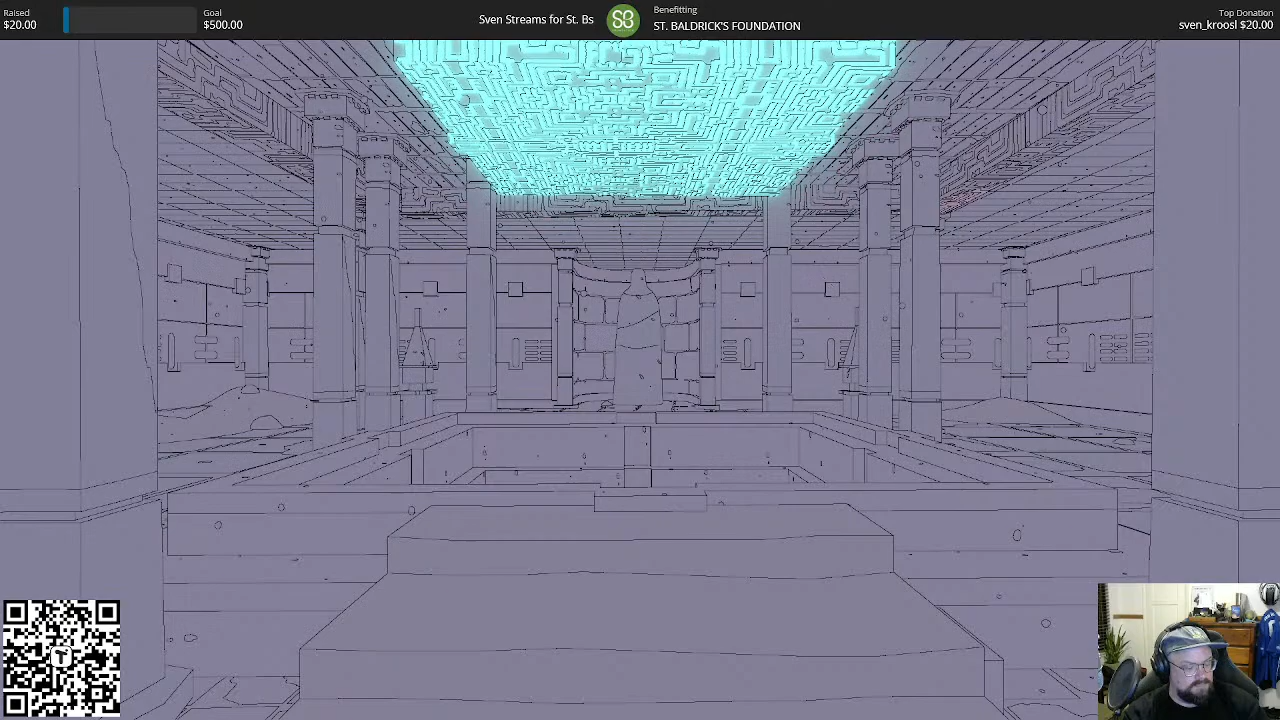 Raised
$20.00
Goal
$500.00
Sven Streams for St. Bs
SB
Benefitting
ST. BALDRICK'S FOUNDATION
Top Donation
sven_kroosl $20.00
T